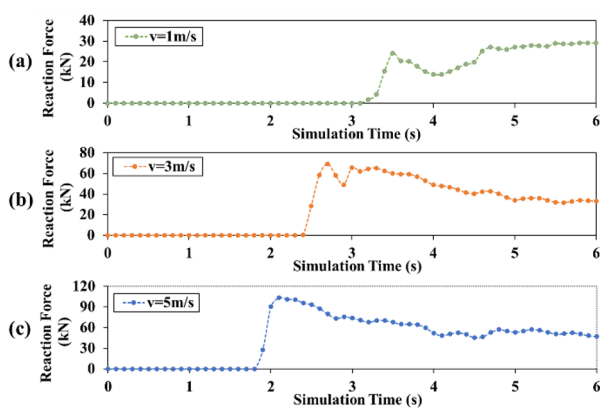 (a)
Reaction Force
(kN)
40
30
20
10
0
v=1m/s
0 1 2 3 4 5 6
Simulation Time (s)
(b)
Reaction Force
(kN)
80
60
40
20
0
v=3m/s
0 1 2 3 4 5 6
Simulation Time (s)
(c)
Reaction Force
(kN)
120
90
60
30
0
v=5m/s
0 1 2 3 4 5 6
Simulation Time (s)